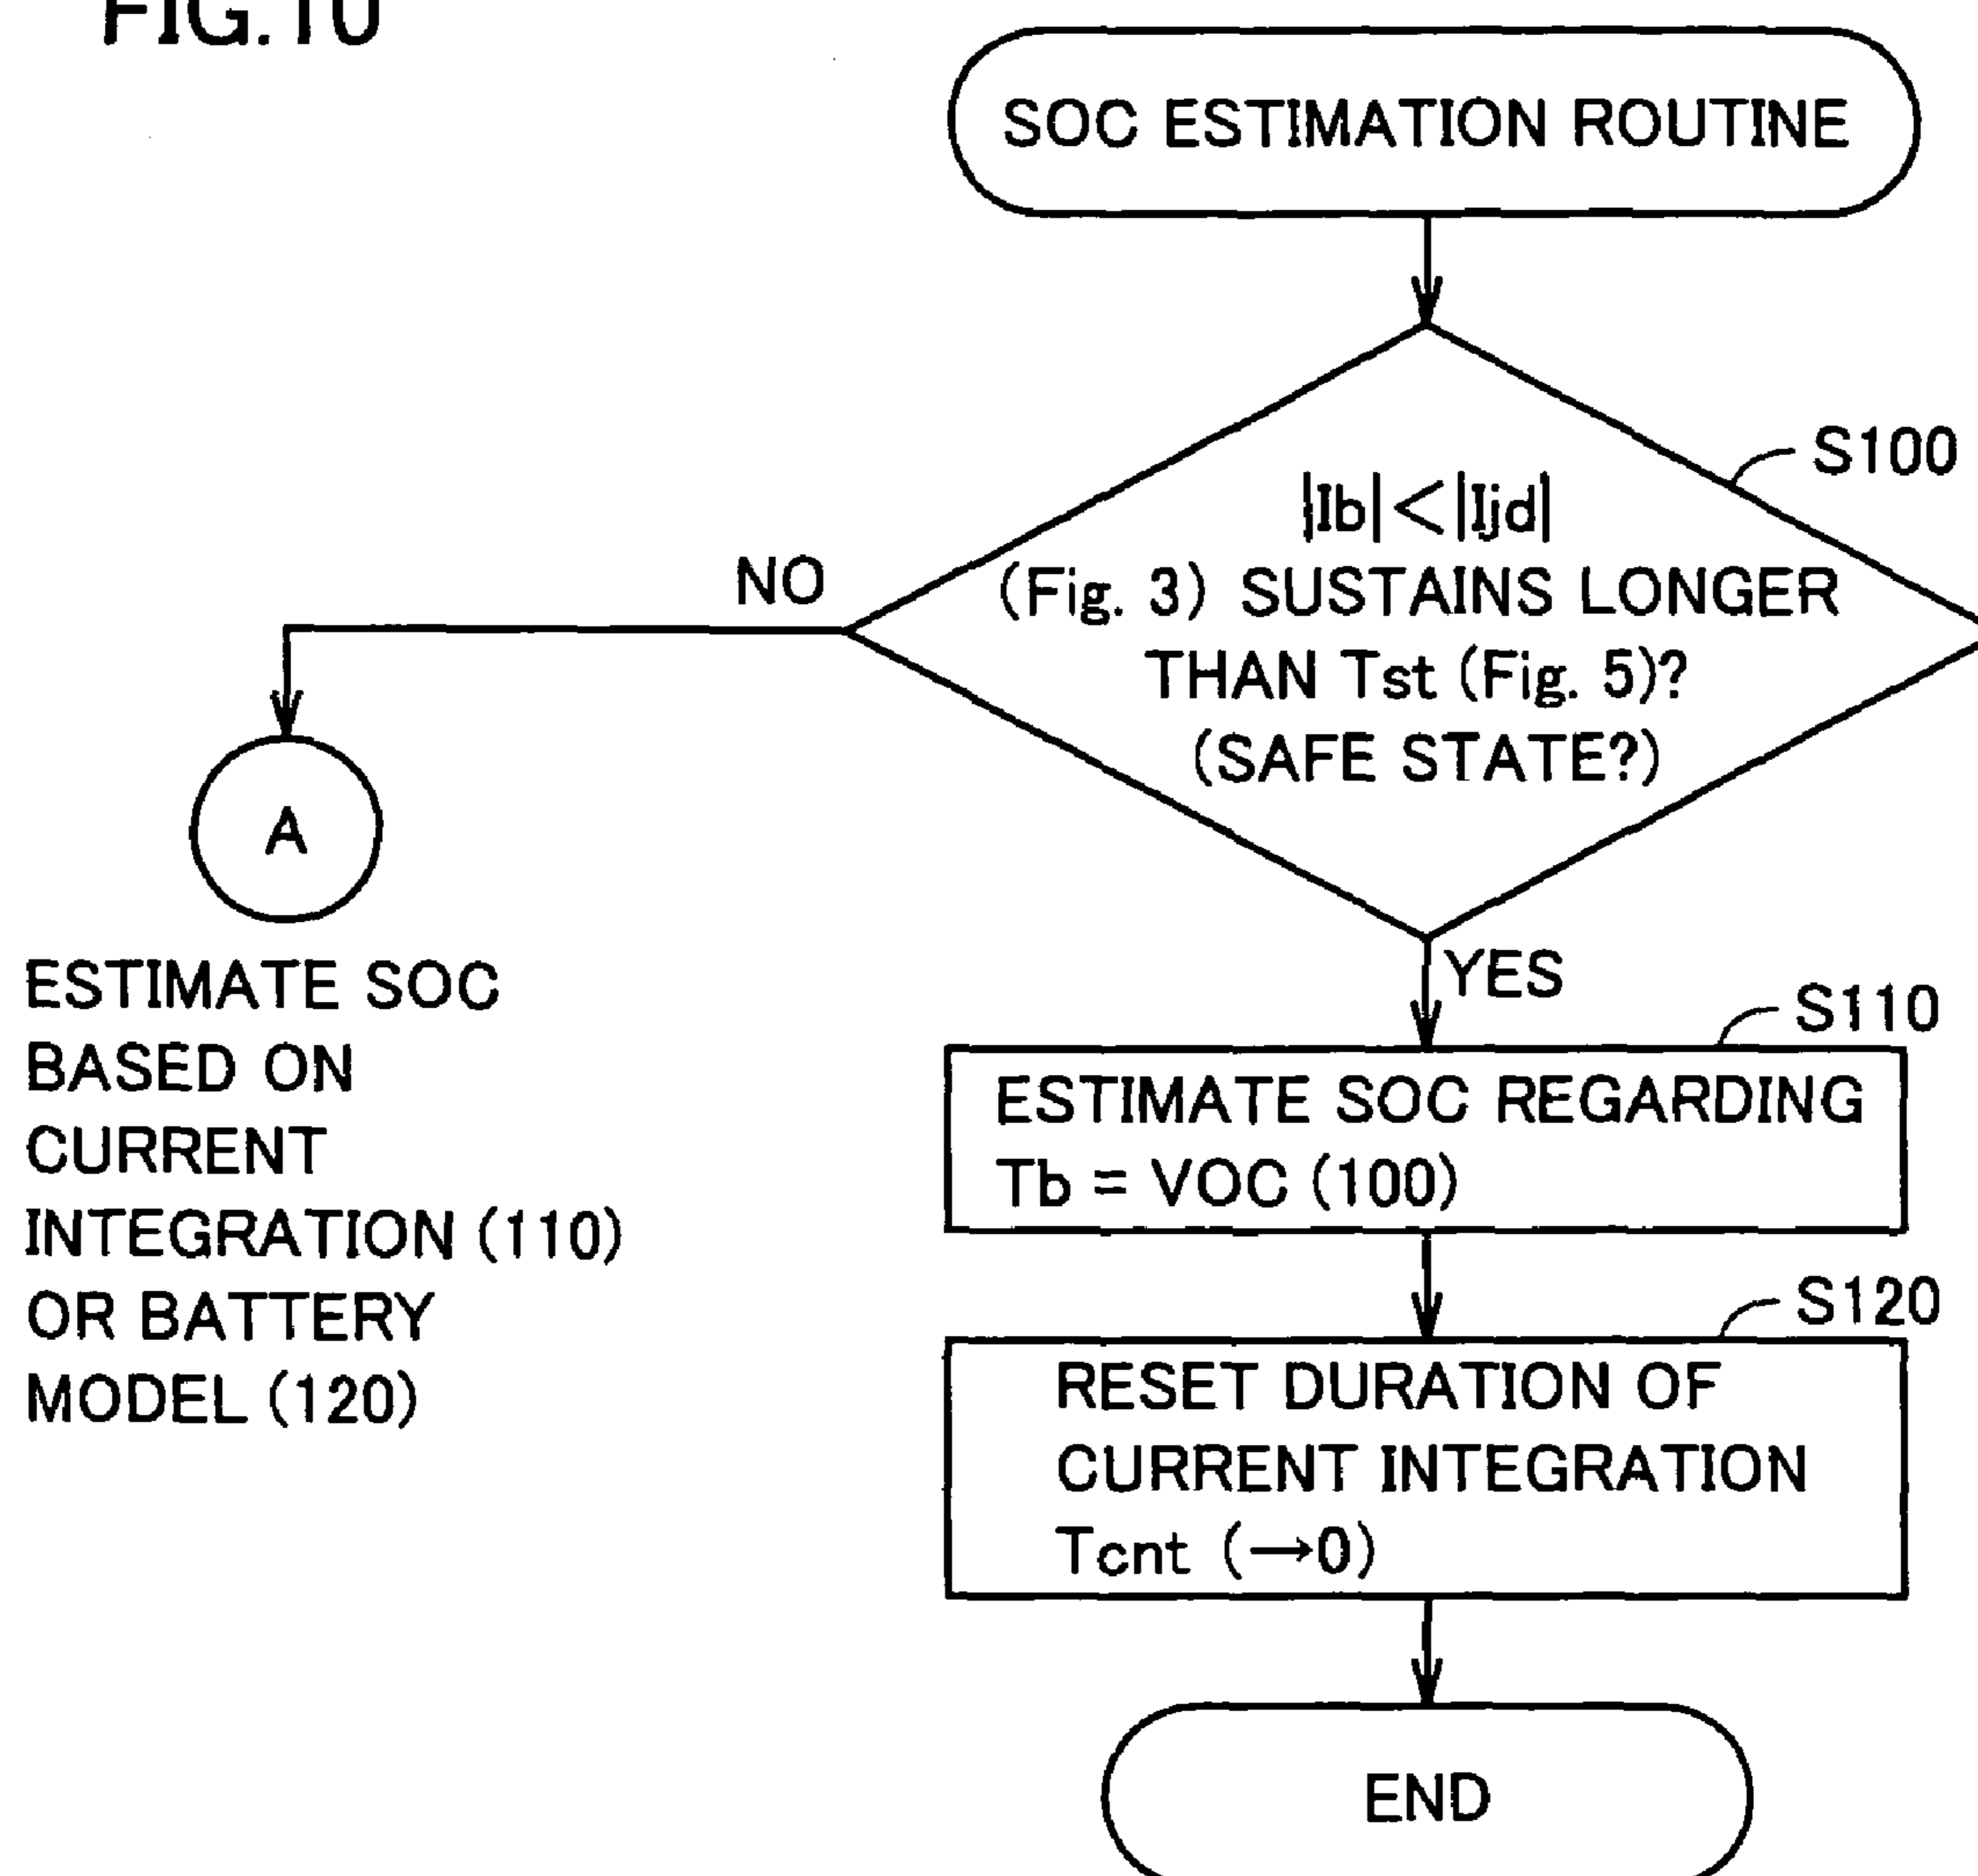 FIG.10
SOC ESTIMATION ROUTINE
S100
|Ib|<|Ijd|
(Fig. 3) SUSTAINS LONGER
THAN Tst (Fig. 5)?
(SAFE STATE?)
NO
A
ESTIMATE SOC
BASED ON
CURRENT
INTEGRATION (110)
OR BATTERY
MODEL (120)
YES
S110
ESTIMATE SOC REGARDING
Tb = VOC (100)
S120
RESET DURATION OF
CURRENT INTEGRATION
Tcnt (→0)
END